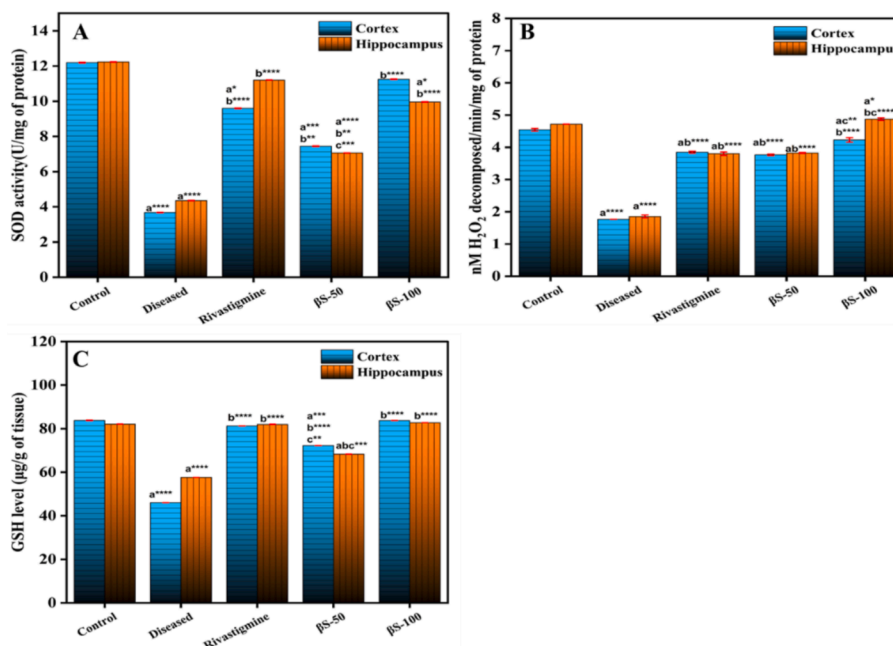 A
Cortex
Hippocampus
SOD activity(U/mg of protein)
14
12
10
8
6
4
2
0
a****
a****
a*
b****
b****
a***
b**
a****
b**
c***
b****
a*
b****
Control
Diseased
Rivastigmine
βS-50
βS-100
B
Cortex
Hippocampus
nM H₂O₂ decomposed/min/mg of protein
8
7
6
5
4
3
2
1
0
a****
a****
ab****
ab****
ab****
ab****
ac**
b****
a*
bc****
Control
Diseased
Rivastigmine
βS-50
βS-100
C
Cortex
Hippocampus
GSH level (µg/g of tissue)
120
100
80
60
40
20
0
a****
a****
b****
b****
a***
b****
c**
abc***
b****
b****
Control
Diseased
Rivastigmine
βS-50
βS-100